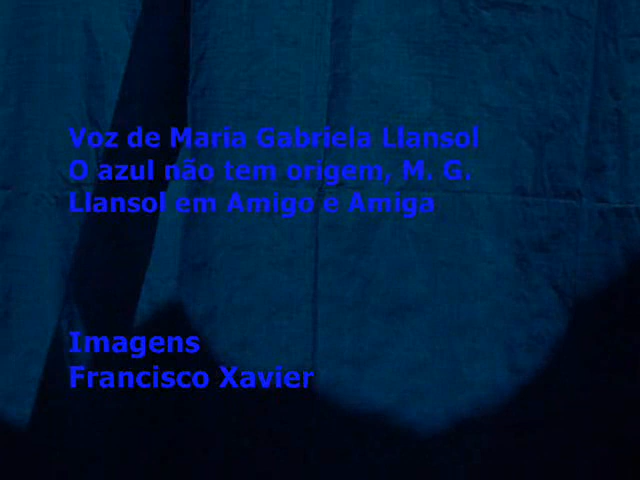 Voz de Maria Gabriela Llansol
O azul não tem origem, M. G.
Llansol em Amigo e Amiga
Imagens
Francisco Xavier